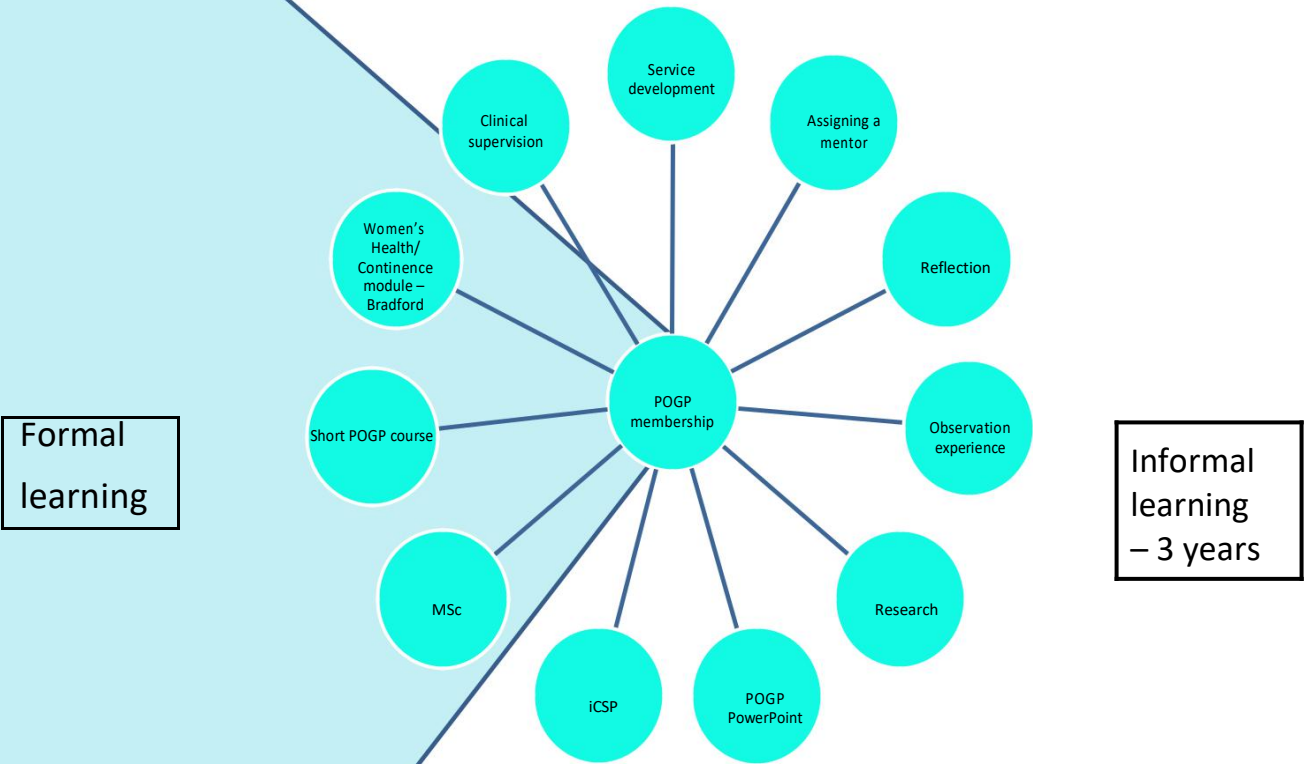 Service
development
Clinical
supervision
Assigning a
mentor
Women's
Health/
Continence
module –
Bradford
Reflection
POGP
membership
Short POGP course
Observation
experience
Formal
learning
Informal
learning
– 3 years
MSc
Research
iCSP
POGP
PowerPoint